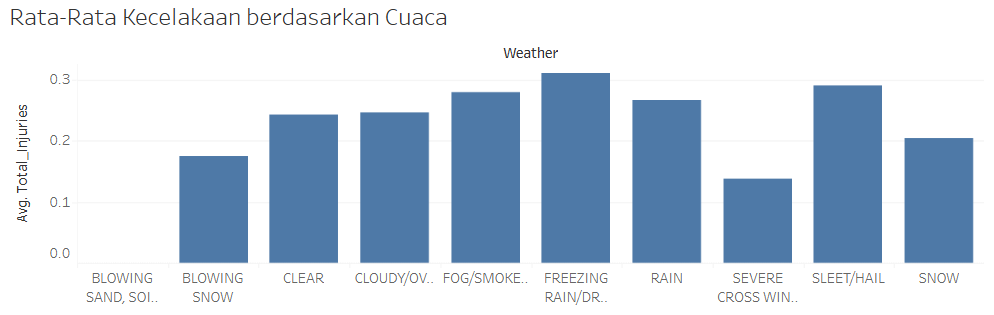 Rata-Rata Kecelakaan berdasarkan Cuaca
Weather
Avg. Total_Injuries
0.3
0.2
0.1
0.0
BLOWING SAND, SOI..
BLOWING SNOW
CLEAR
CLOUDY/OV..
FOG/SMOKE..
FREEZING RAIN/DR..
RAIN
SEVERE CROSS WIN..
SLEET/HAIL
SNOW